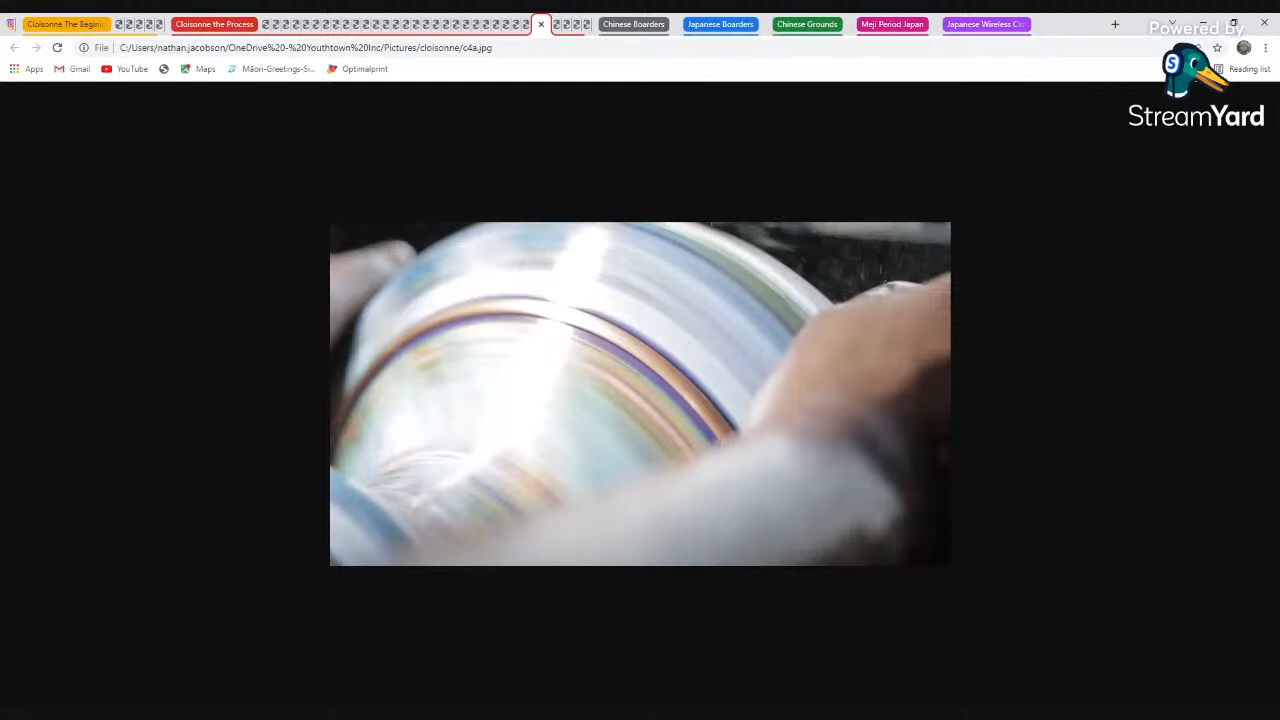 Cloisonne The Beginin
Cloisonne the Process
Chinese Boarders
Japanese Boarders
Chinese Grounds
Meji Period Japan
Japanese Wireless Clo
Powered by
File
C:/Users/nathan.jacobson/OneDrive%20-%20Youthtown%20Inc/Pictures/cloisonne/c4a.jpg
Apps
Gmail
YouTube
Maps
Māori-Greetings-Si...
Optimalprint
Reading list
S
StreamYard